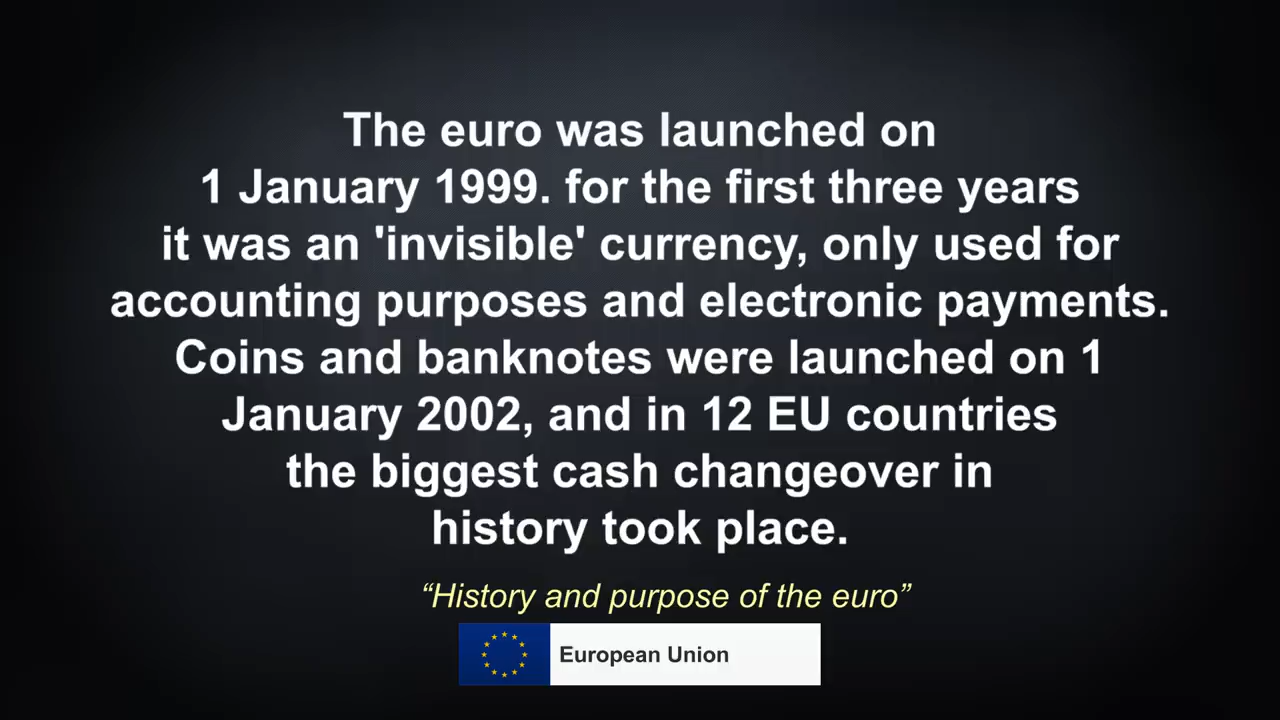 The euro was launched on
1 January 1999. for the first three years
it was an 'invisible' currency, only used for
accounting purposes and electronic payments.
Coins and banknotes were launched on 1
January 2002, and in 12 EU countries
the biggest cash changeover in
history took place.
“History and purpose of the euro”
European Union